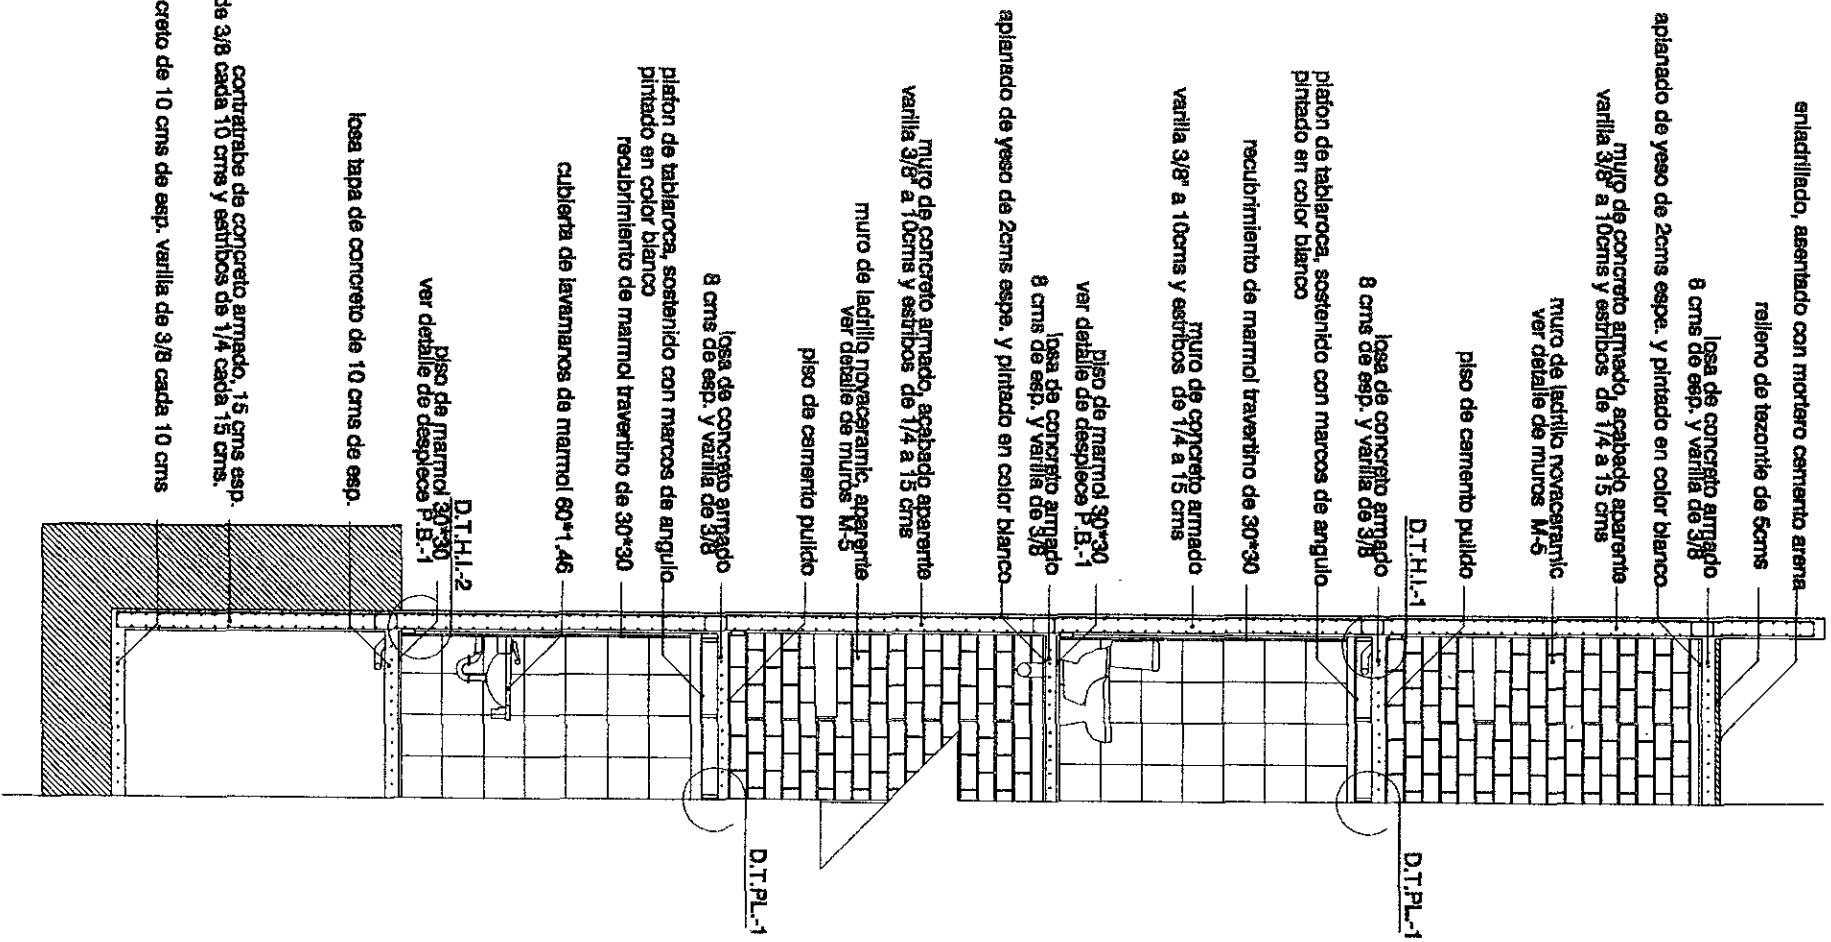 enladrillado, asentado con mortero cemento arena
relleno de tezontle de 5cms
losa de concreto armado
8 cms de esp. y varilla de 3/8
aplanado de yeso de 2cms espe. y pintado en color blanco
muro de concreto armado, acabado aparente
varilla 3/8" a 10cms y estribos de 1/4 a 15 cms
muro de ladrillo novaceramic
ver detalle de muros M-5
piso de cemento pulido
D.T.H.I.-1
D.T.PL.-1
losa de concreto armado
8 cms de esp. y varilla de 3/8
plafon de tablaroca, sostenido con marcos de angulo
pintado en color blanco
recubrimiento de marmol travertino de 30*30
muro de concreto armado
varilla 3/8" a 10cms y estribos de 1/4 a 15 cms
piso de marmol 30*30
ver detalle de despiece P.B.-1
losa de concreto armado
8 cms de esp. y varilla de 3/8
aplanado de yeso de 2cms espe. y pintado en color blanco
muro de concreto armado, acabado aparente
varilla 3/8" a 10cms y estribos de 1/4 a 15 cms
muro de ladrillo novaceramic, aparente
ver detalle de muros M-5
piso de cemento pulido
D.T.PL.-1
losa de concreto armado
8 cms de esp. y varilla de 3/8
plafon de tablaroca, sostenido con marcos de angulo
pintado en color blanco
recubrimiento de marmol travertino de 30*30
cubierta de lavamanos de marmol 60*1.46
D.T.H.I.-2
piso de marmol 30*30
ver detalle de despiece P.B.-1
losa tapa de concreto de 10 cms de esp.
contratrabe de concreto armado, 15 cms esp.
de 3/8 cada 10 cms y estribos de 1/4 cada 15 cms.
creto de 10 cms de esp. varilla de 3/8 cada 10 cms